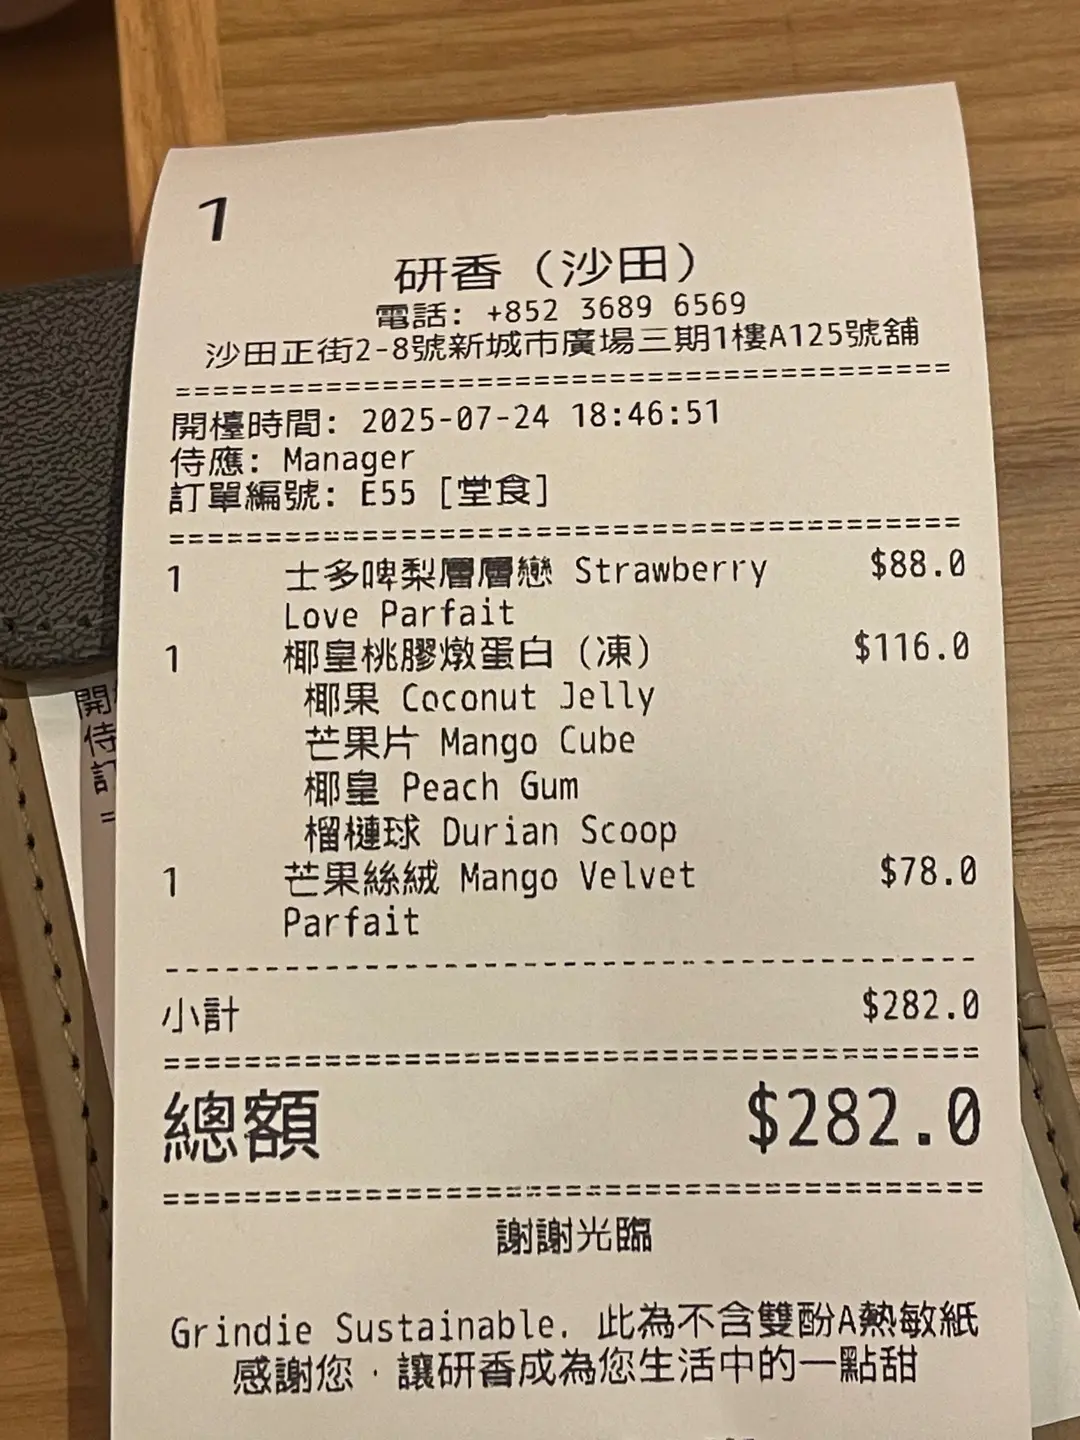 1
研香（沙田）
電話: +852 3689 6569
沙田正街2-8號新城市廣場三期1樓A125號舖
========================================
開檯時間: 2025-07-24 18:46:51
侍應: Manager
訂單編號: E55 [堂食]
========================================
1 士多啤梨層層戀 Strawberry $88.0
Love Parfait
1 椰皇桃膠燉蛋白（凍） $116.0
椰果 Coconut Jelly
芒果片 Mango Cube
椰皇 Peach Gum
榴槤球 Durian Scoop
1 芒果絲絨 Mango Velvet $78.0
Parfait
----------------------------------------
小計 $282.0
========================================
總額 $282.0
========================================
謝謝光臨
Grindie Sustainable. 此為不含雙酚A熱敏紙
感謝您，讓研香成為您生活中的一點甜
開
侍
訂
=